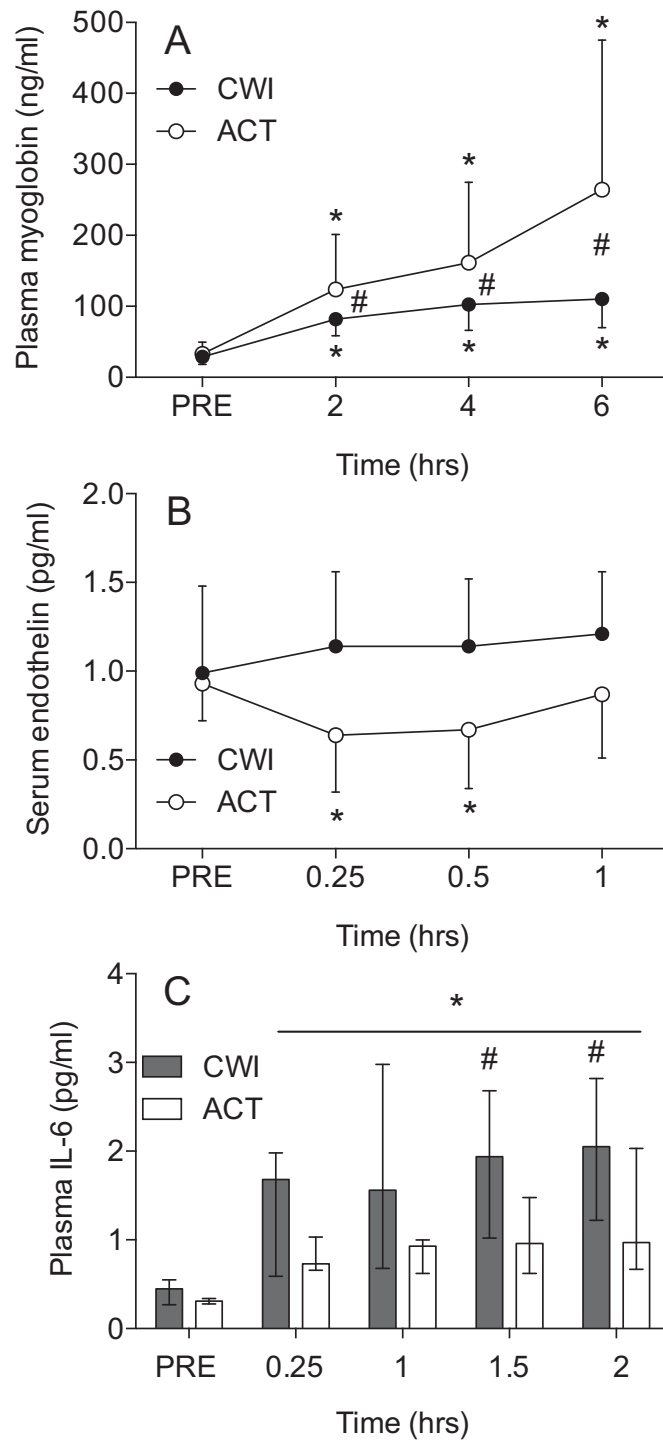 A
Plasma myoglobin (ng/ml)
500
400
300
200
100
0
CWI
ACT
*
*
*
#
#
#
*
*
*
PRE 2 4 6
Time (hrs)
B
Serum endothelin (pg/ml)
2.0
1.5
1.0
0.5
0.0
CWI
ACT
* *
PRE 0.25 0.5 1
Time (hrs)
C
Plasma IL-6 (pg/ml)
4
3
2
1
0
*
CWI
ACT
# #
PRE 0.25 1 1.5 2
Time (hrs)